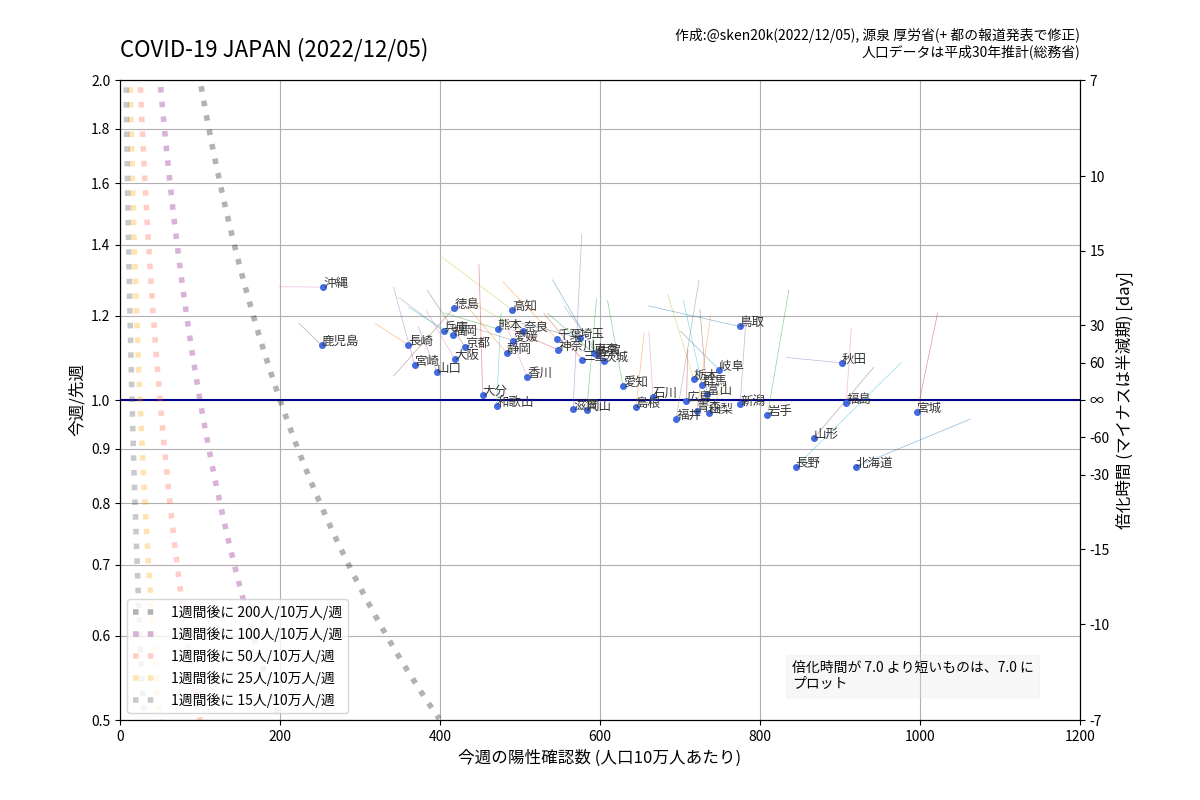 COVID-19 JAPAN (2022/12/05)
作成:@sken20k(2022/12/05), 源泉 厚労省(+ 都の報道発表で修正)
人口データは平成30年推計(総務省)
2.0
1.8
1.6
1.4
1.2
1.0
0.9
0.8
0.7
0.6
0.5
今週/先週
7
10
15
30
60
∞
-60
-30
-15
-10
-7
倍化時間 (マイナスは半減期) [day]
沖縄
徳島
高知
鳥取
熊本
奈良
兵庫
福岡
愛媛
千葉
埼玉
鹿児島
長崎
京都
静岡
神奈川
東京
大阪
三重
茨城
宮崎
山口
香川
岐阜
秋田
栃木
群馬
愛知
富山
石川
広島
大分
和歌山
滋賀
岡山
島根
福井
青森
山梨
新潟
岩手
福島
宮城
山形
長野
北海道
1週間後に 200人/10万人/週
1週間後に 100人/10万人/週
1週間後に 50人/10万人/週
1週間後に 25人/10万人/週
1週間後に 15人/10万人/週
倍化時間が 7.0 より短いものは、7.0 に
プロット
0
200
400
600
800
1000
1200
今週の陽性確認数 (人口10万人あたり)